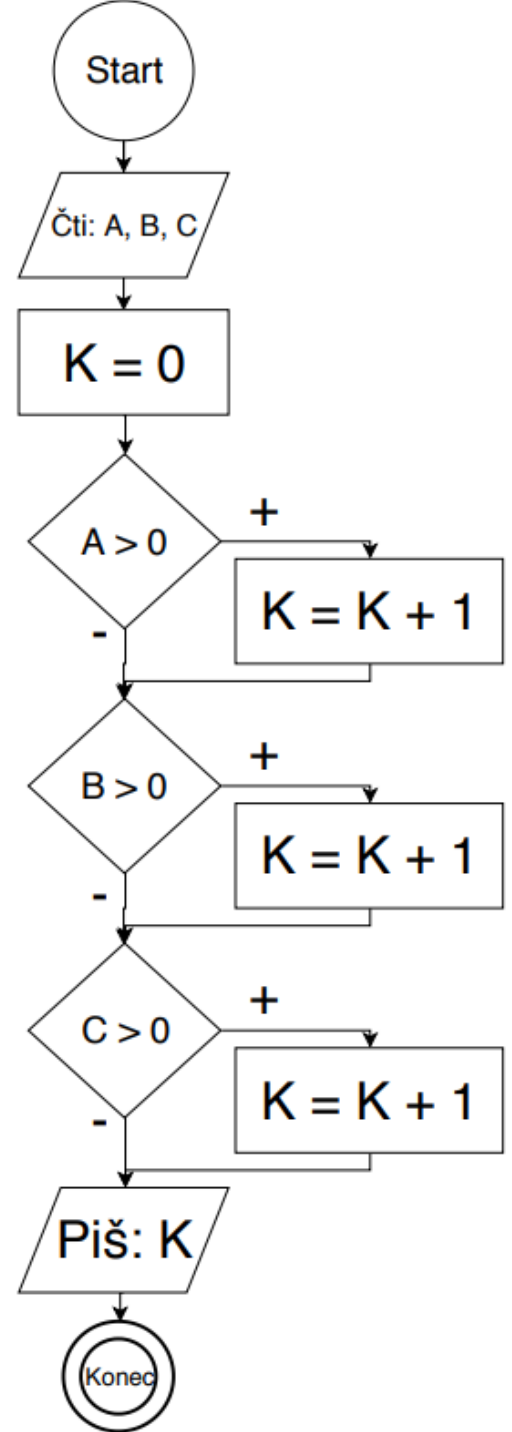 Start
Čti: A, B, C
K = 0
A > 0
+
K = K + 1
-
B > 0
+
K = K + 1
-
C > 0
+
K = K + 1
-
Piš: K
Konec